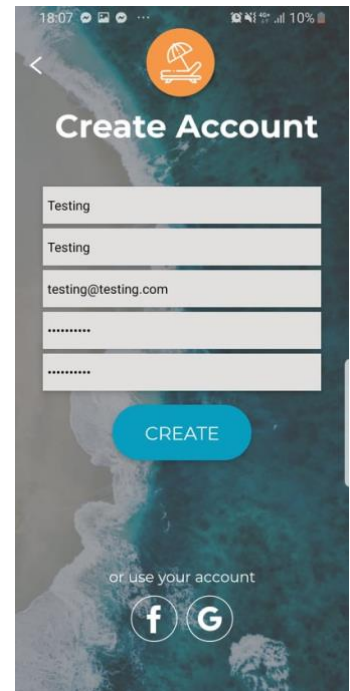 18:07 ... 10%
Create Account
Testing
Testing
testing@testing.com
••••••••••
••••••••••
CREATE
or use your account
f G